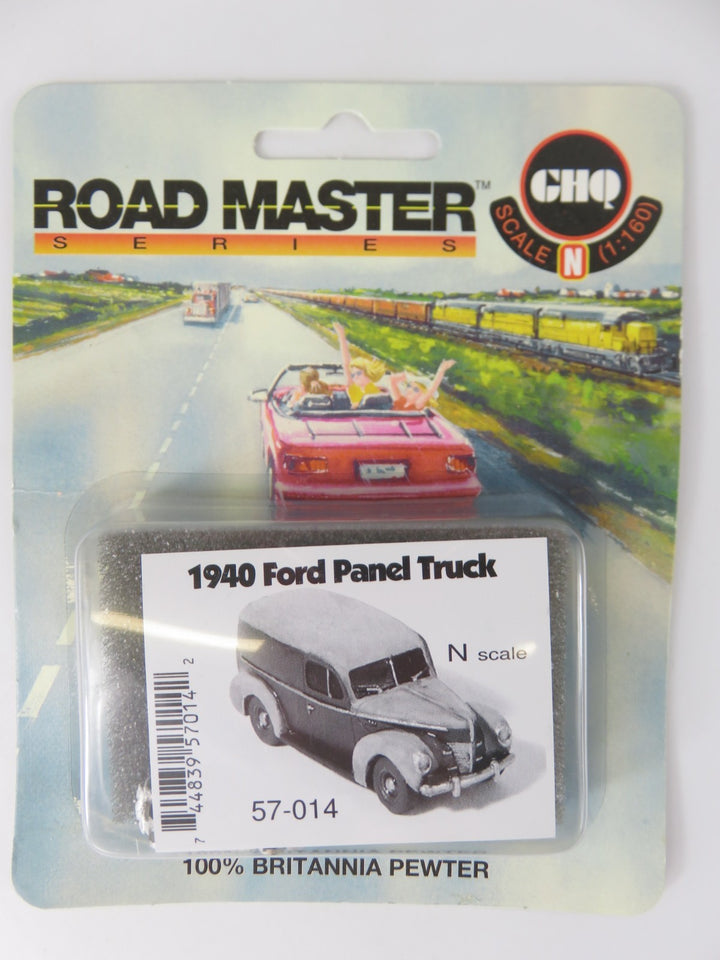 ROAD MASTER™
SERIES
GHQ
SCALE N (1:160)
1940 Ford Panel Truck
N scale
7 44839 57014 2
57-014
100% BRITANNIA PEWTER